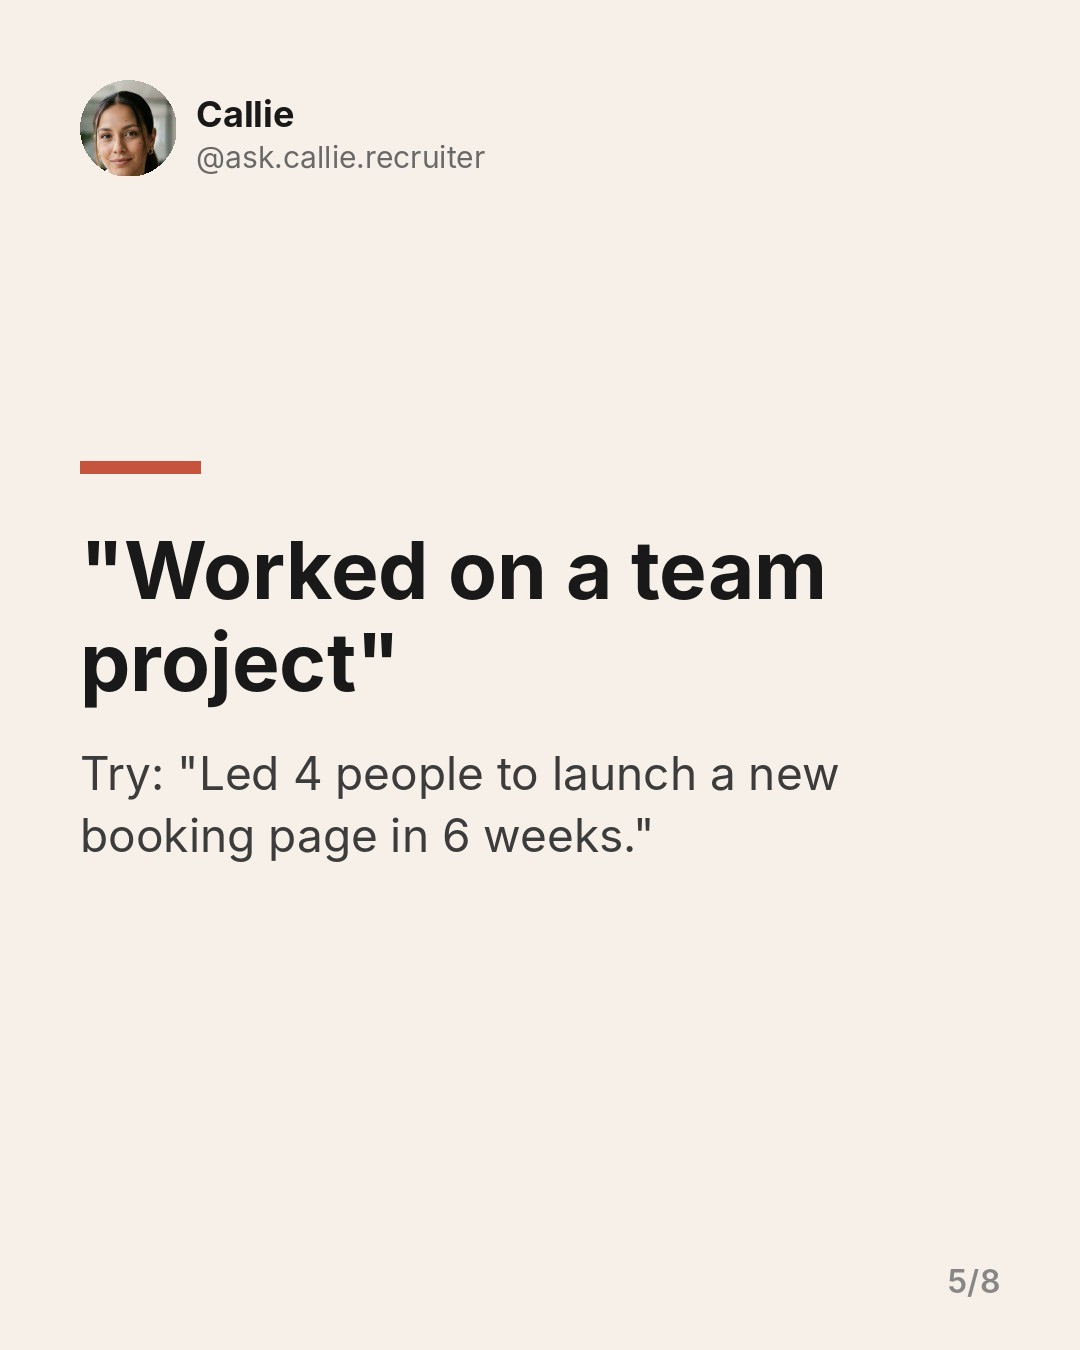 Callie
@ask.callie.recruiter
"Worked on a team
project"
Try: "Led 4 people to launch a new
booking page in 6 weeks."
5/8